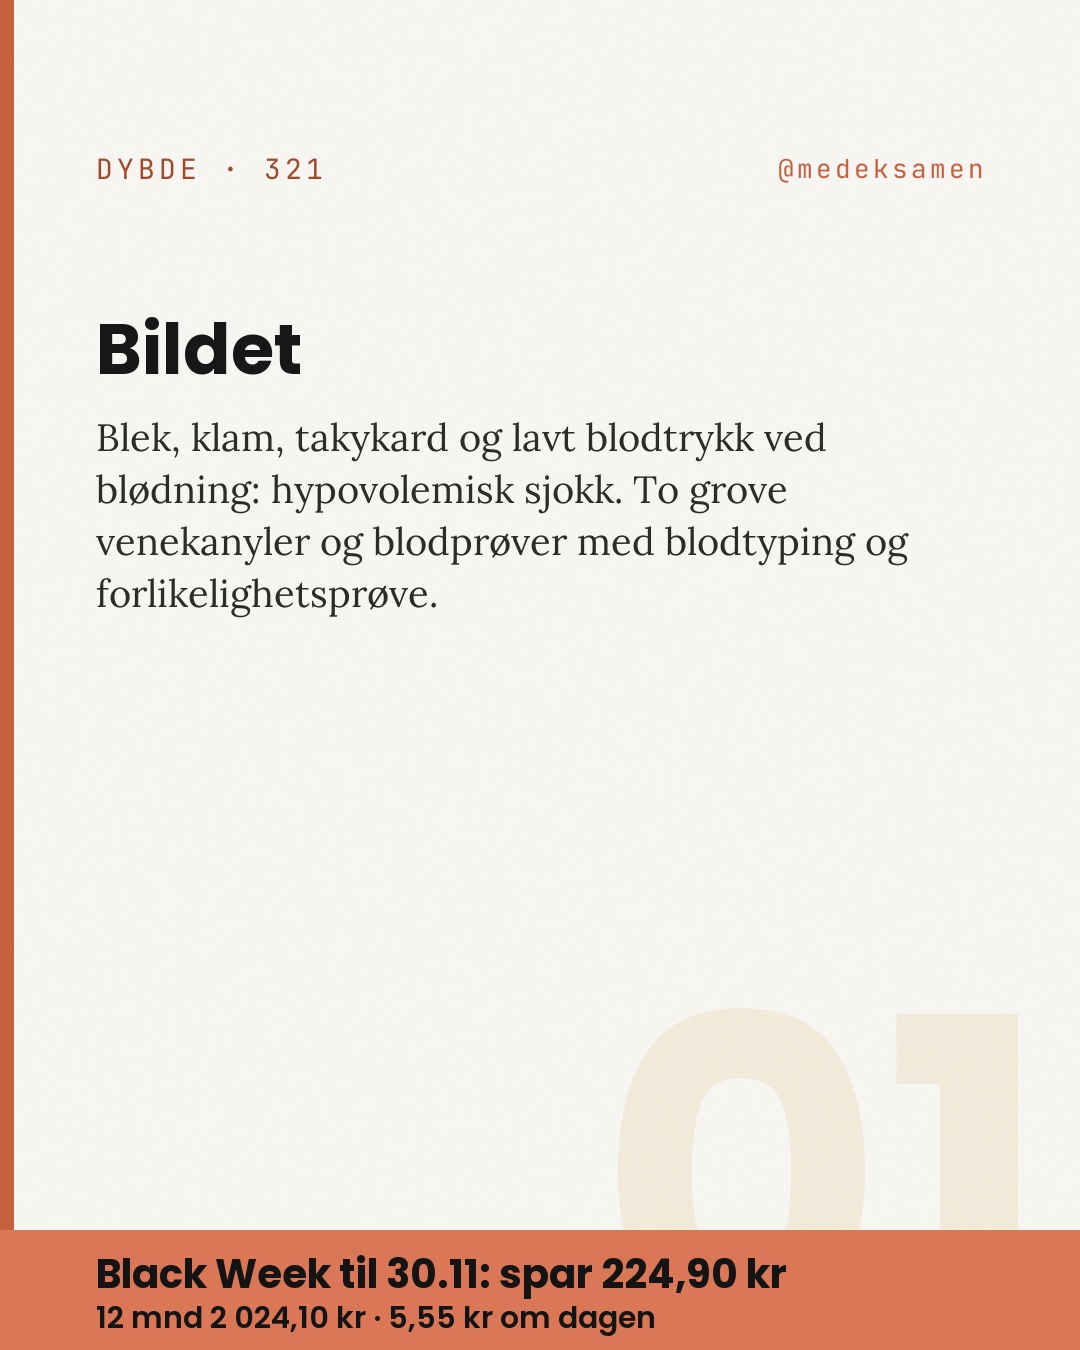 DYBDE · 321
@medeksamen
Bildet
Blek, klam, takykard og lavt blodtrykk ved
blødning: hypovolemisk sjokk. To grove
venekanyler og blodprøver med blodtyping og
forlikelighetsprøve.
01
Black Week til 30.11: spar 224,90 kr
12 mnd 2 024,10 kr · 5,55 kr om dagen